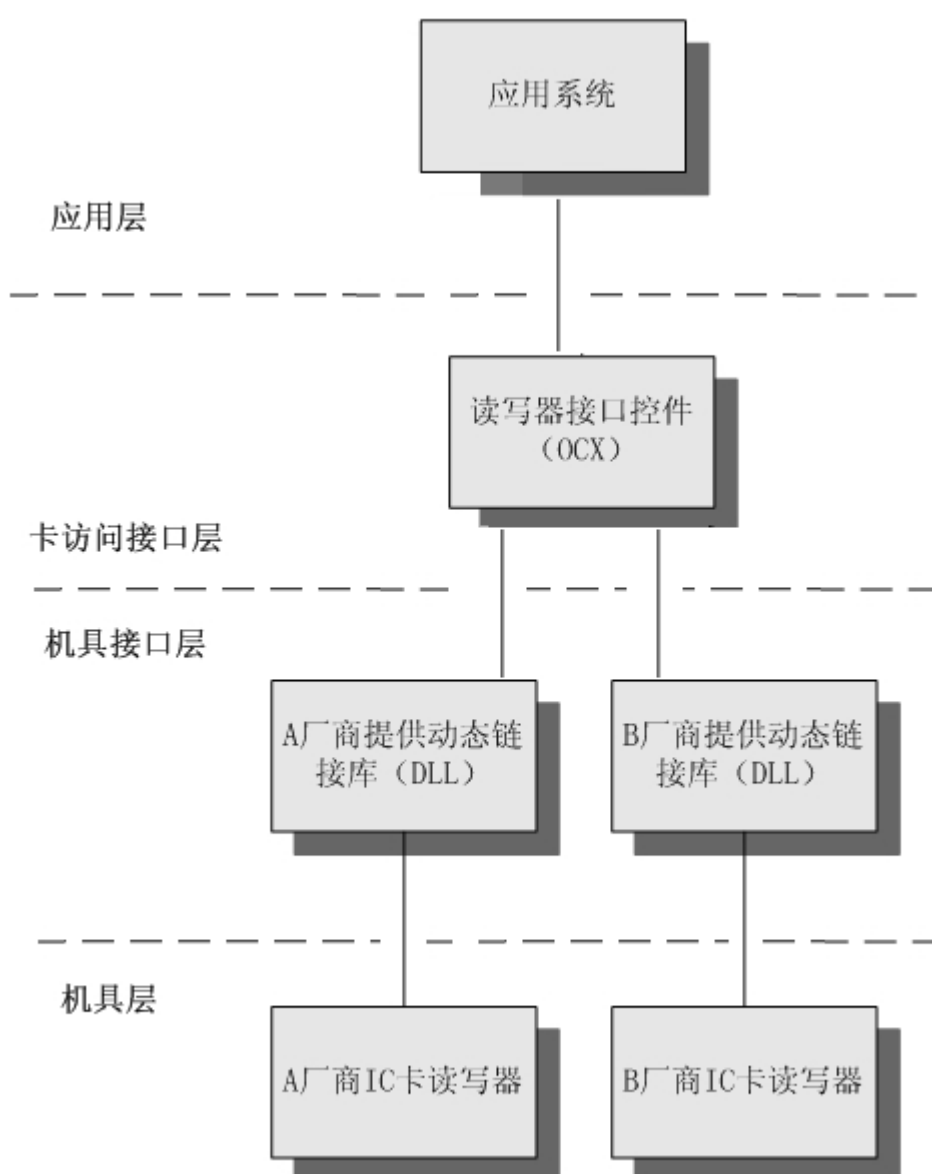 应用系统
应用层
读写器接口控件
（OCX）
卡访问接口层
机具接口层
A厂商提供动态链
接库（DLL）
B厂商提供动态链
接库（DLL）
机具层
A厂商IC卡读写器
B厂商IC卡读写器